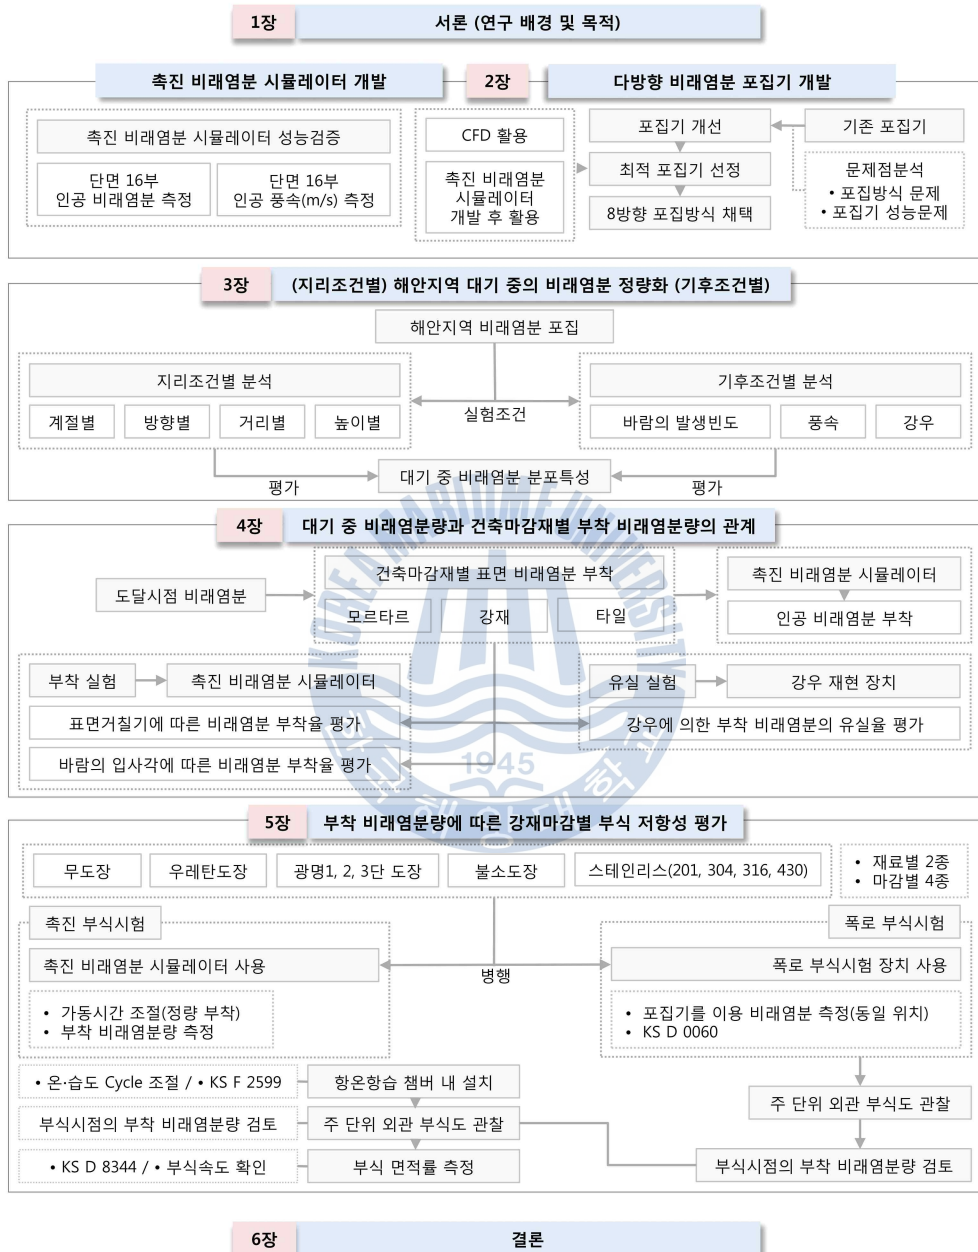 1장 서론 (연구 배경 및 목적)
촉진 비래염분 시뮬레이터 개발
2장
다방향 비래염분 포집기 개발
촉진 비래염분 시뮬레이터 성능검증
단면 16부
인공 비래염분 측정
단면 16부
인공 풍속(m/s) 측정
CFD 활용
촉진 비래염분
시뮬레이터
개발 후 활용
포집기 개선
최적 포집기 선정
8방향 포집방식 채택
기존 포집기
문제점분석
• 포집방식 문제
• 포집기 성능문제
3장 (지리조건별) 해안지역 대기 중의 비래염분 정량화 (기후조건별)
해안지역 비래염분 포집
지리조건별 분석
계절별 방향별 거리별 높이별
실험조건
기후조건별 분석
바람의 발생빈도 풍속 강우
평가
대기 중 비래염분 분포특성
평가
4장 대기 중 비래염분량과 건축마감재별 부착 비래염분량의 관계
도달시점 비래염분
건축마감재별 표면 비래염분 부착
모르타르 강재 타일
촉진 비래염분 시뮬레이터
인공 비래염분 부착
부착 실험 촉진 비래염분 시뮬레이터
표면거칠기에 따른 비래염분 부착율 평가
바람의 입사각에 따른 비래염분 부착율 평가
유실 실험 강우 재현 장치
강우에 의한 부착 비래염분의 유실율 평가
KOREA MARITIME UNIVERSITY
1945
한국해양대학교
5장 부착 비래염분량에 따른 강재마감별 부식 저항성 평가
무도장 우레탄도장 광명1, 2, 3단 도장 불소도장 스테인리스(201, 304, 316, 430)
• 재료별 2종
• 마감별 4종
촉진 부식시험
촉진 비래염분 시뮬레이터 사용
• 가동시간 조절(정량 부착)
• 부착 비래염분량 측정
병행
폭로 부식시험
폭로 부식시험 장치 사용
• 포집기를 이용 비래염분 측정(동일 위치)
• KS D 0060
• 온·습도 Cycle 조절 / • KS F 2599 항온항습 챔버 내 설치
부식시점의 부착 비래염분량 검토 주 단위 외관 부식도 관찰
• KS D 8344 / • 부식속도 확인 부식 면적률 측정
주 단위 외관 부식도 관찰
부식시점의 부착 비래염분량 검토
6장 결론